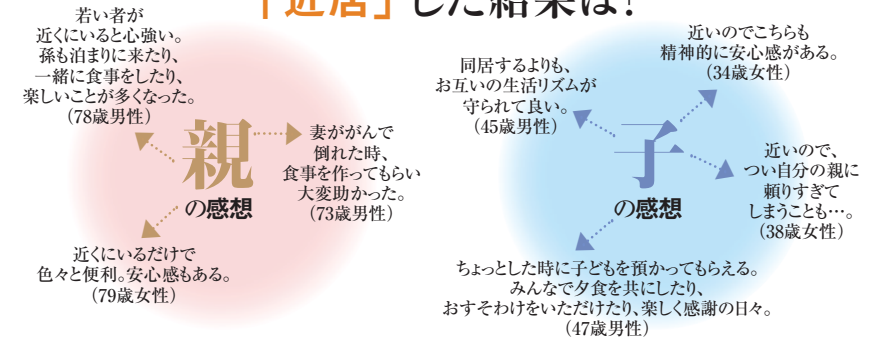 「近居」した結果は!
若い者が
近くにいると心強い。
孫も泊まりに来たり、
一緒に食事をしたり、
楽しいことが多くなった。
（78歳男性）
妻ががんで
倒れた時、
食事を作ってもらい
大変助かった。
（73歳男性）
親
の感想
近くにいるだけで
色々と便利。安心感もある。
（79歳女性）
同居するよりも、
お互いの生活リズムが
守られて良い。
（45歳男性）
近いのでこちらも
精神的に安心感がある。
（34歳女性）
子
の感想
近いので、
つい自分の親に
頼りすぎて
しまうことも…。
（38歳女性）
ちょっとした時に子どもを預かってもらえる。
みんなで夕食を共にしたり、
おすそわけをいただけたり、楽しく感謝の日々。
（47歳男性）